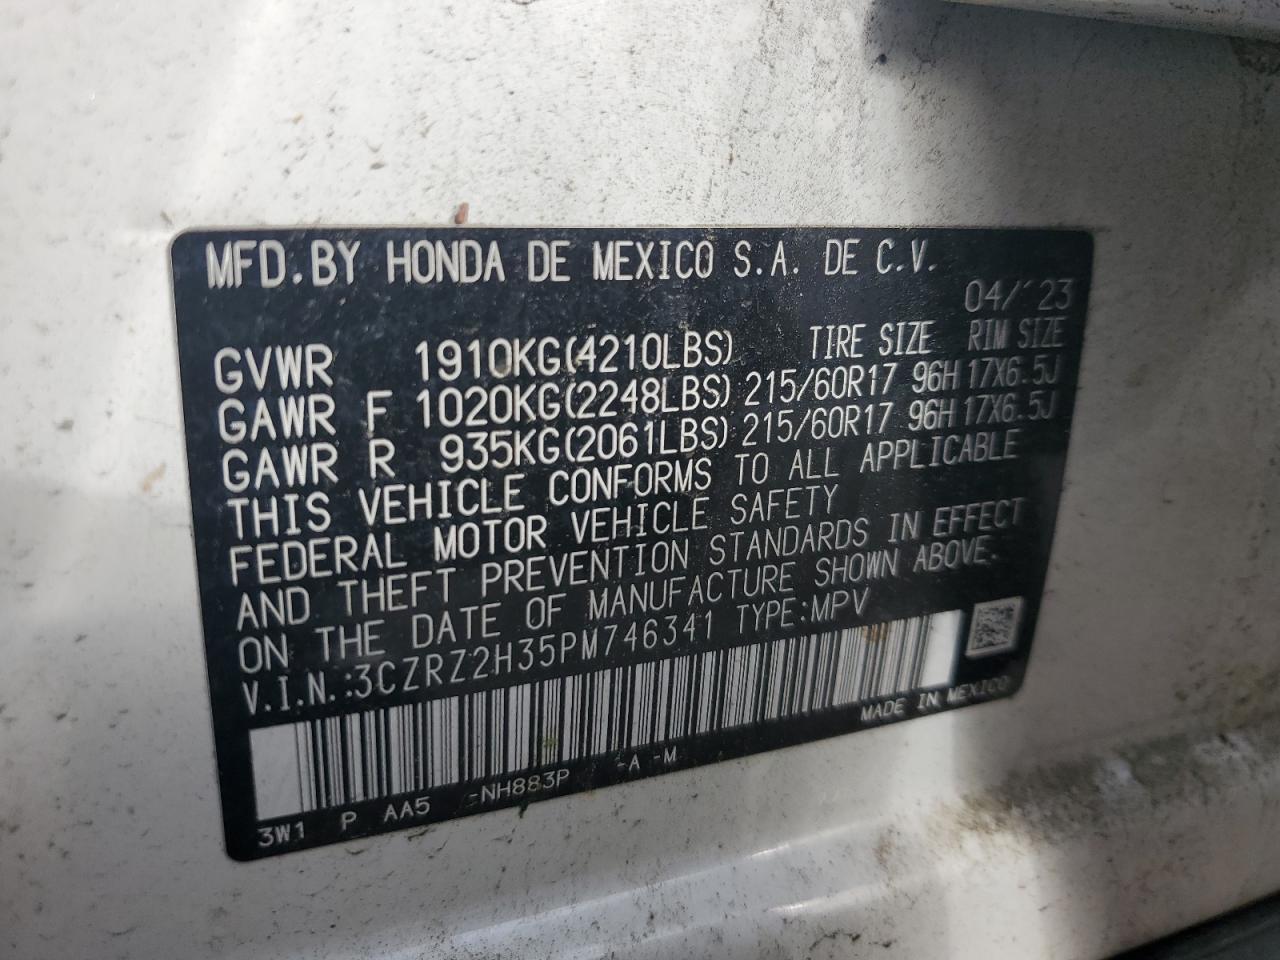 MFD.BY HONDA DE MEXICO S.A. DE C.V.
04/'23
GVWR 1910KG(4210LBS) TIRE SIZE RIM SIZE
GAWR F 1020KG(2248LBS) 215/60R17 96H 17X6.5J
GAWR R 935KG(2061LBS) 215/60R17 96H 17X6.5J
THIS VEHICLE CONFORMS TO ALL APPLICABLE
FEDERAL MOTOR VEHICLE SAFETY
AND THEFT PREVENTION STANDARDS IN EFFECT
ON THE DATE OF MANUFACTURE SHOWN ABOVE.
V.I.N.:3CZRZ2H35PM746341 TYPE:MPV
MADE IN MEXICO
3W1 P AA5 -NH883P -A -M